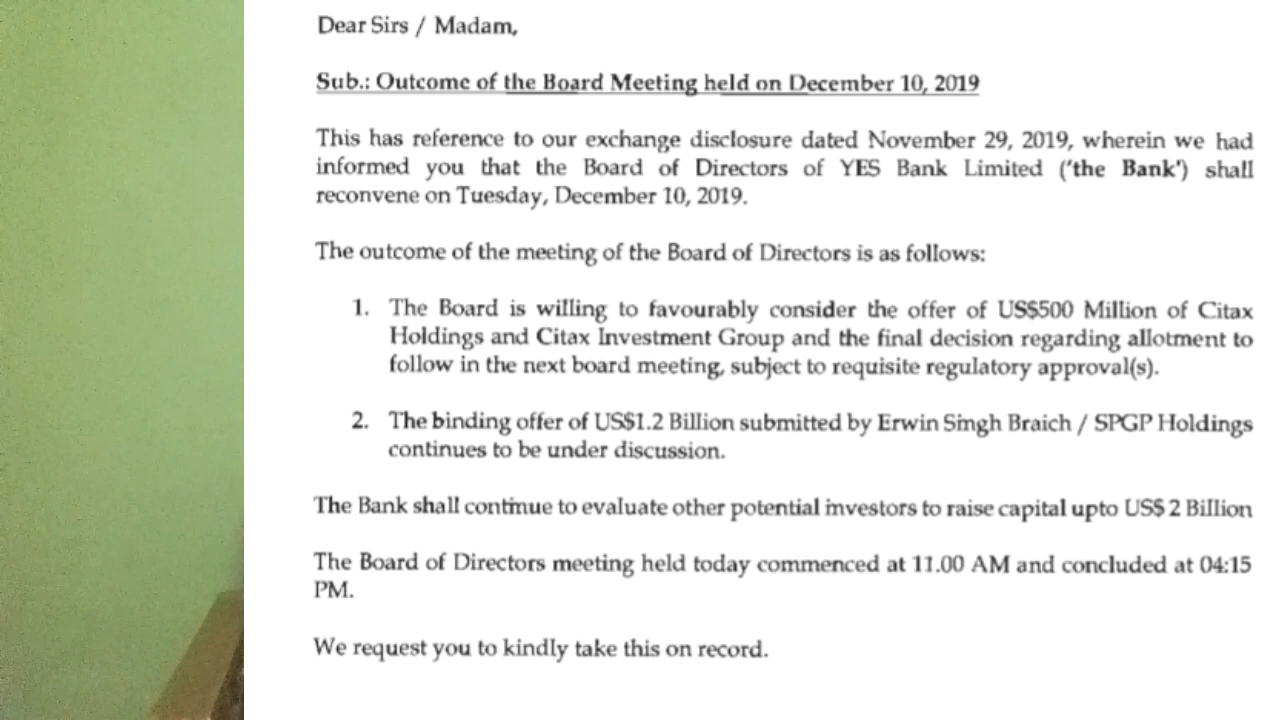 Dear Sirs / Madam,
Sub.: Outcome of the Board Meeting held on December 10, 2019
This has reference to our exchange disclosure dated November 29, 2019, wherein we had
informed you that the Board of Directors of YES Bank Limited ('the Bank') shall
reconvene on Tuesday, December 10, 2019.
The outcome of the meeting of the Board of Directors is as follows:
1. The Board is willing to favourably consider the offer of US$500 Million of Citax
Holdings and Citax Investment Group and the final decision regarding allotment to
follow in the next board meeting, subject to requisite regulatory approval(s).
2. The binding offer of US$1.2 Billion submitted by Erwin Singh Braich / SPGP Holdings
continues to be under discussion.
The Bank shall continue to evaluate other potential investors to raise capital upto US$ 2 Billion
The Board of Directors meeting held today commenced at 11.00 AM and concluded at 04:15
PM.
We request you to kindly take this on record.